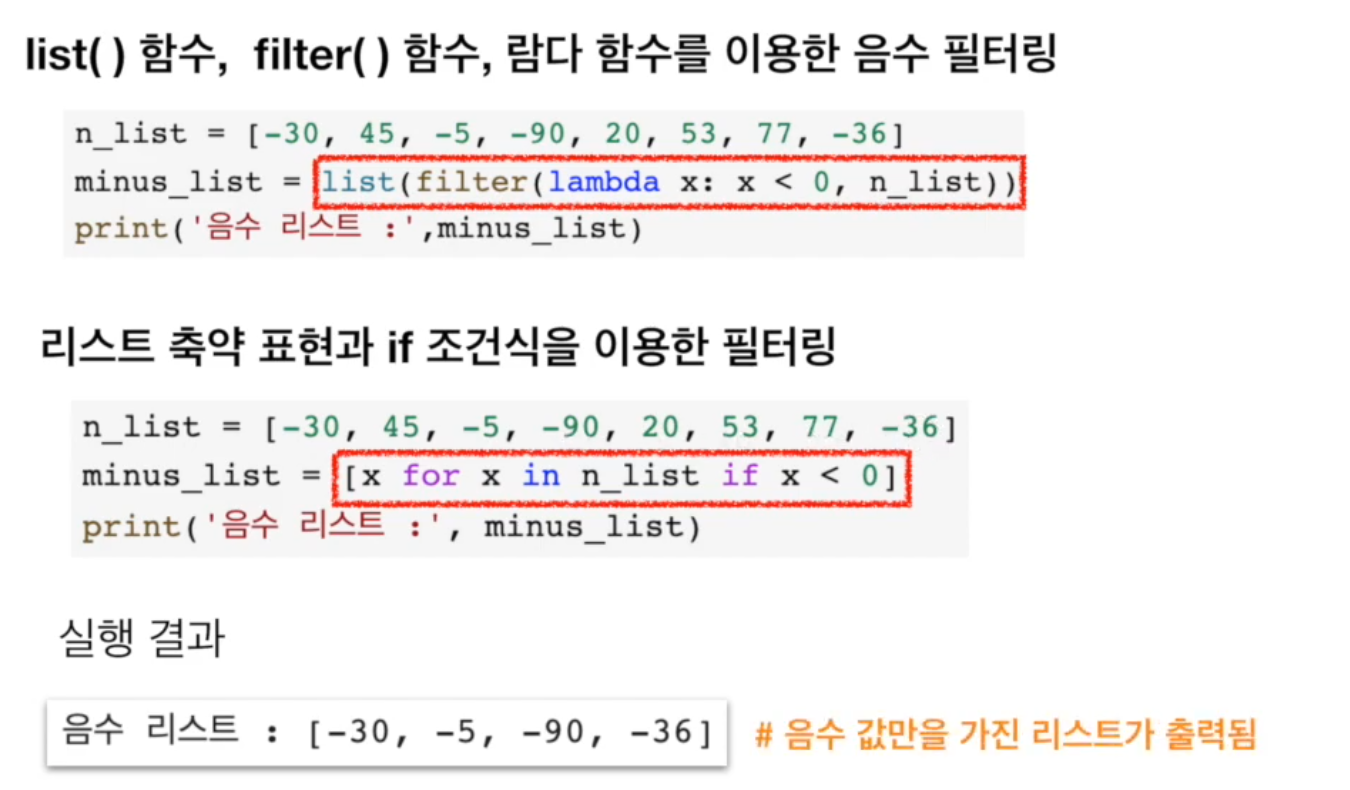 list( ) 함수, filter( ) 함수, 람다 함수를 이용한 음수 필터링
n_list = [-30, 45, -5, -90, 20, 53, 77, -36]
minus_list = list(filter(lambda x: x < 0, n_list))
print('음수 리스트 :',minus_list)
리스트 축약 표현과 if 조건식을 이용한 필터링
n_list = [-30, 45, -5, -90, 20, 53, 77, -36]
minus_list = [x for x in n_list if x < 0]
print('음수 리스트 :', minus_list)
실행 결과
음수 리스트 : [-30, -5, -90, -36] # 음수 값만을 가진 리스트가 출력됨